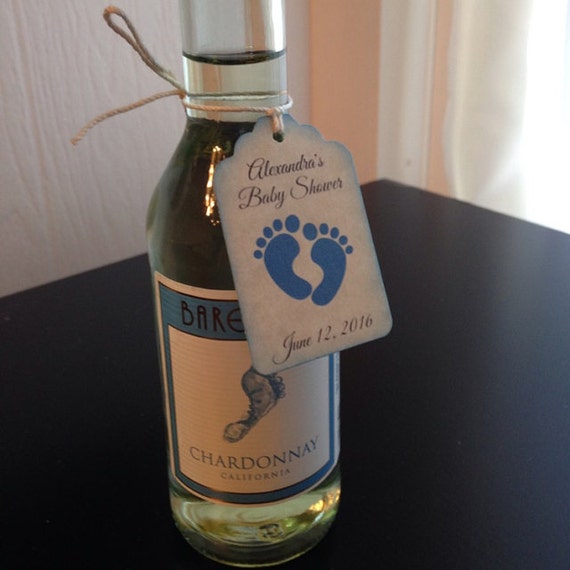 Alexandra's
Baby Shower
June 12, 2016
BARE
CHARDONNAY
CALIFORNIA